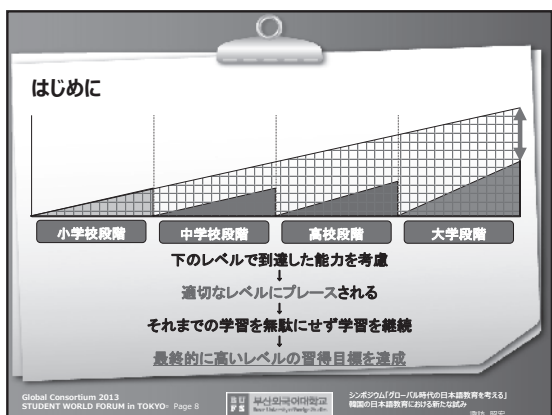 はじめに
小学校段階
中学校段階
高校段階
大学段階
下のレベルで到達した能力を考慮
↓
適切なレベルにプレースされる
↓
それまでの学習を無駄にせず学習を継続
↓
最終的に高いレベルの習得目標を達成
Global Consortium 2013
STUDENT WORLD FORUM in TOKYO Page 8
BU
FS
부산외국어대학교
Busan University of Foreign Studies
シンポジウム「グローバル時代の日本語教育を考える」
韓国の日本語教育における新たな試み